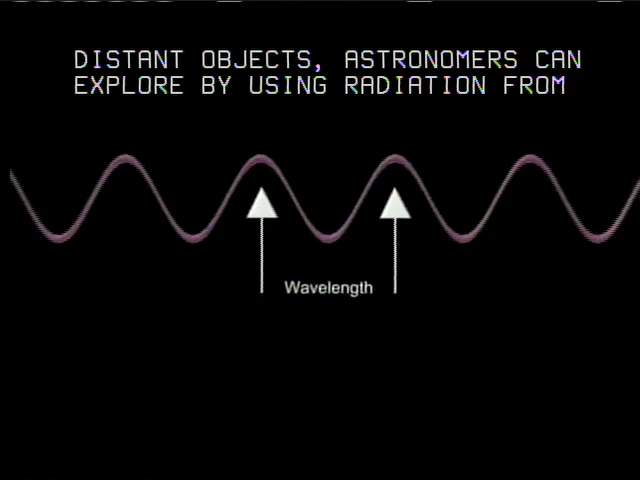 DISTANT OBJECTS, ASTRONOMERS CAN
EXPLORE BY USING RADIATION FROM
Wavelength